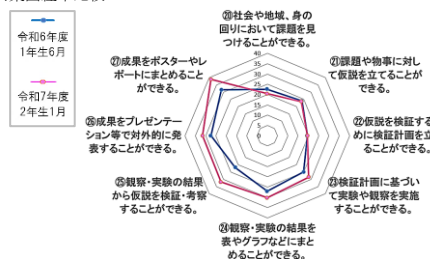 令和6年度
1年生6月
令和7年度
2年生1月
⑳社会や地域、身の
回りにおいて課題を見
つけることができる。
40
35
30
25
20
15
10
5
0
㉑課題や物事に対し
て仮説を立てることが
できる。
㉒仮説を検証する
めに検証計画を立
ることができる。
㉓検証計画に基づい
て実験や観察を実施
することができる。
㉔観察・実験の結果を
表やグラフなどにまと
めることができる。
㉕観察・実験の結果
から仮説を検証・考察
することができる。
㉖成果をプレゼンテー
ション等で対外的に発
表することができる。
㉗成果をポスターやレ
ポートにまとめること
ができる。